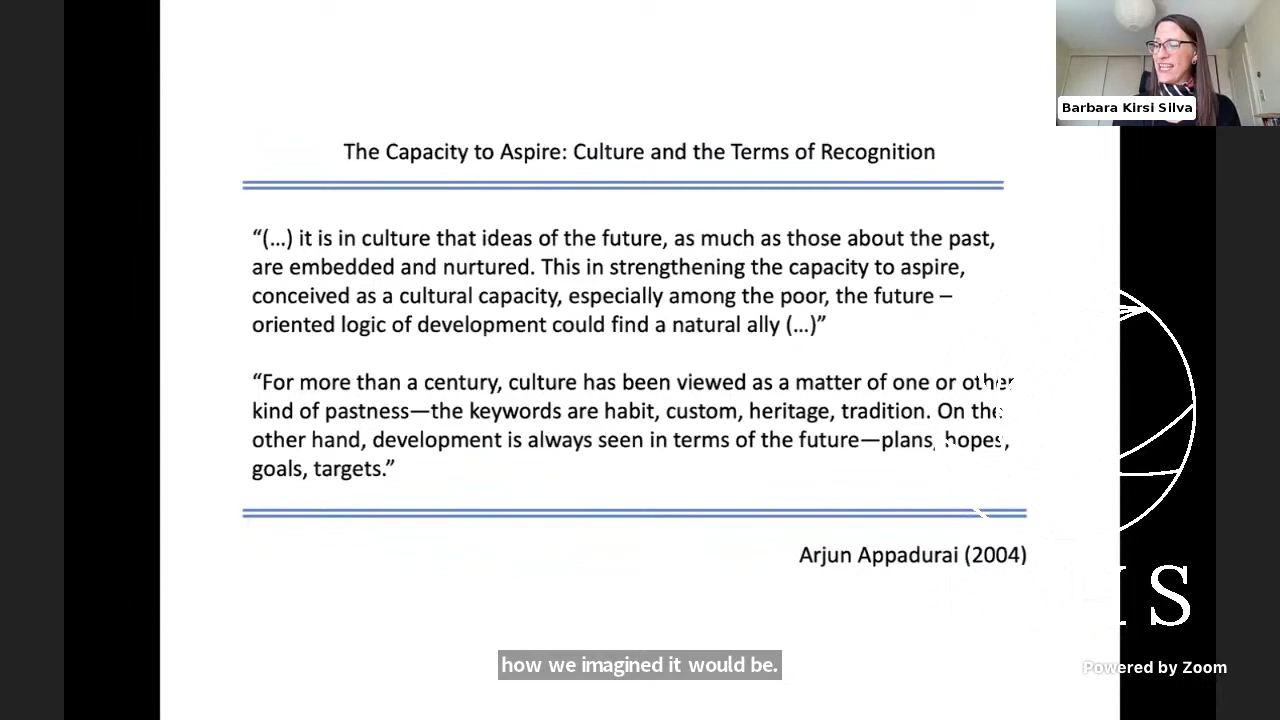 Barbara Kirsi Silva
The Capacity to Aspire: Culture and the Terms of Recognition
“(...) it is in culture that ideas of the future, as much as those about the past,
are embedded and nurtured. This in strengthening the capacity to aspire,
conceived as a cultural capacity, especially among the poor, the future –
oriented logic of development could find a natural ally (...)”
“For more than a century, culture has been viewed as a matter of one or other
kind of pastness—the keywords are habit, custom, heritage, tradition. On the
other hand, development is always seen in terms of the future—plans, hopes,
goals, targets.”
Arjun Appadurai (2004)
S
how we imagined it would be.
Powered by Zoom